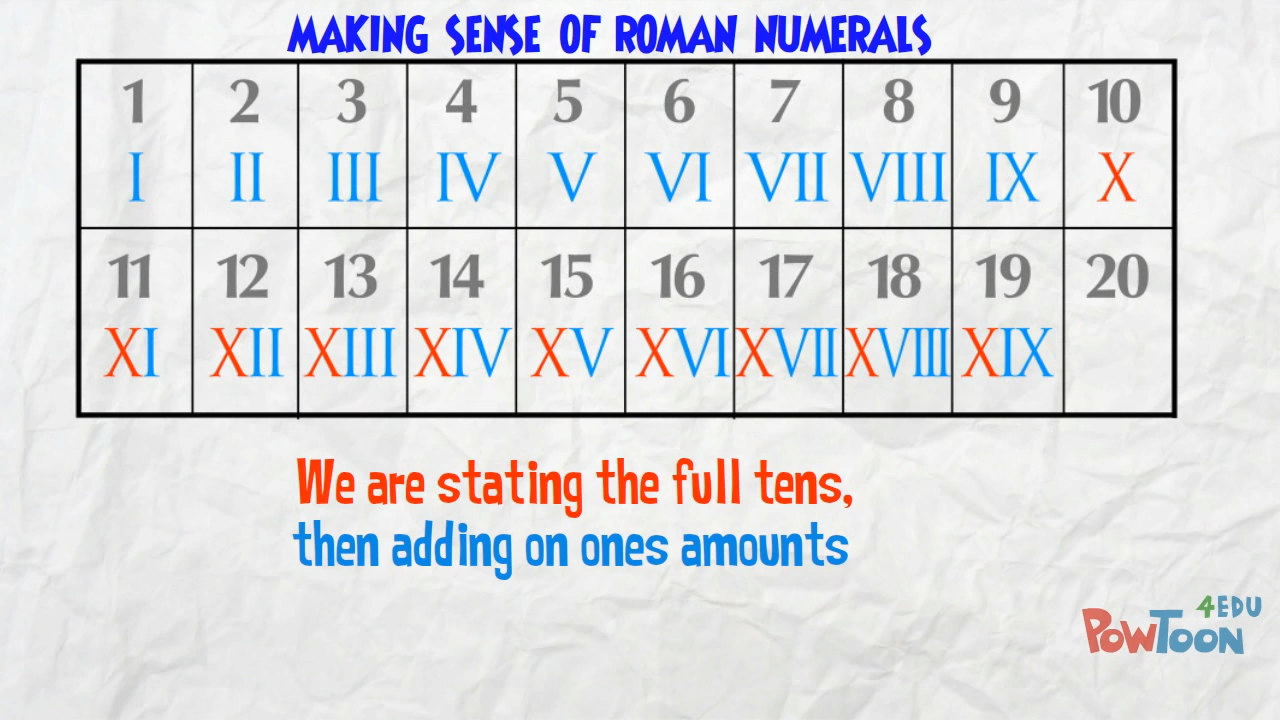 MAKING SENSE OF ROMAN NUMERALS
1 2 3 4 5 6 7 8 9 10
I II III IV V VI VII VIII IX X
11 12 13 14 15 16 17 18 19 20
XI XII XIII XIV XV XVI XVII XVIII XIX
We are stating the full tens,
then adding on ones amounts
4EDU
POWTOON